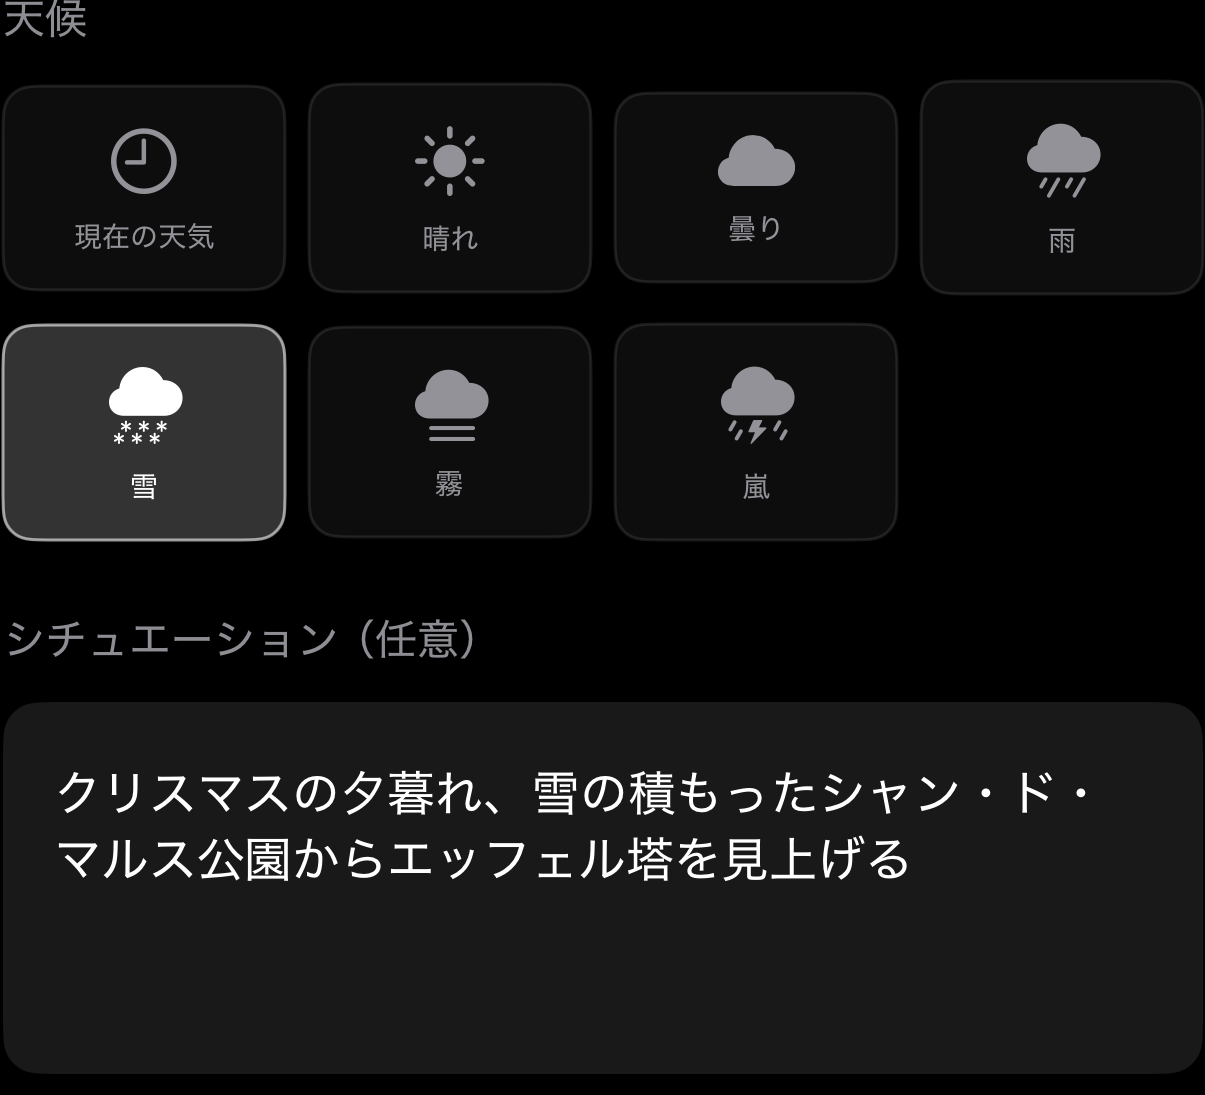 天候
現在の天気
晴れ
曇り
雨
雪
霧
嵐
シチュエーション（任意）
クリスマスの夕暮れ、雪の積もったシャン・ド・
マルス公園からエッフェル塔を見上げる